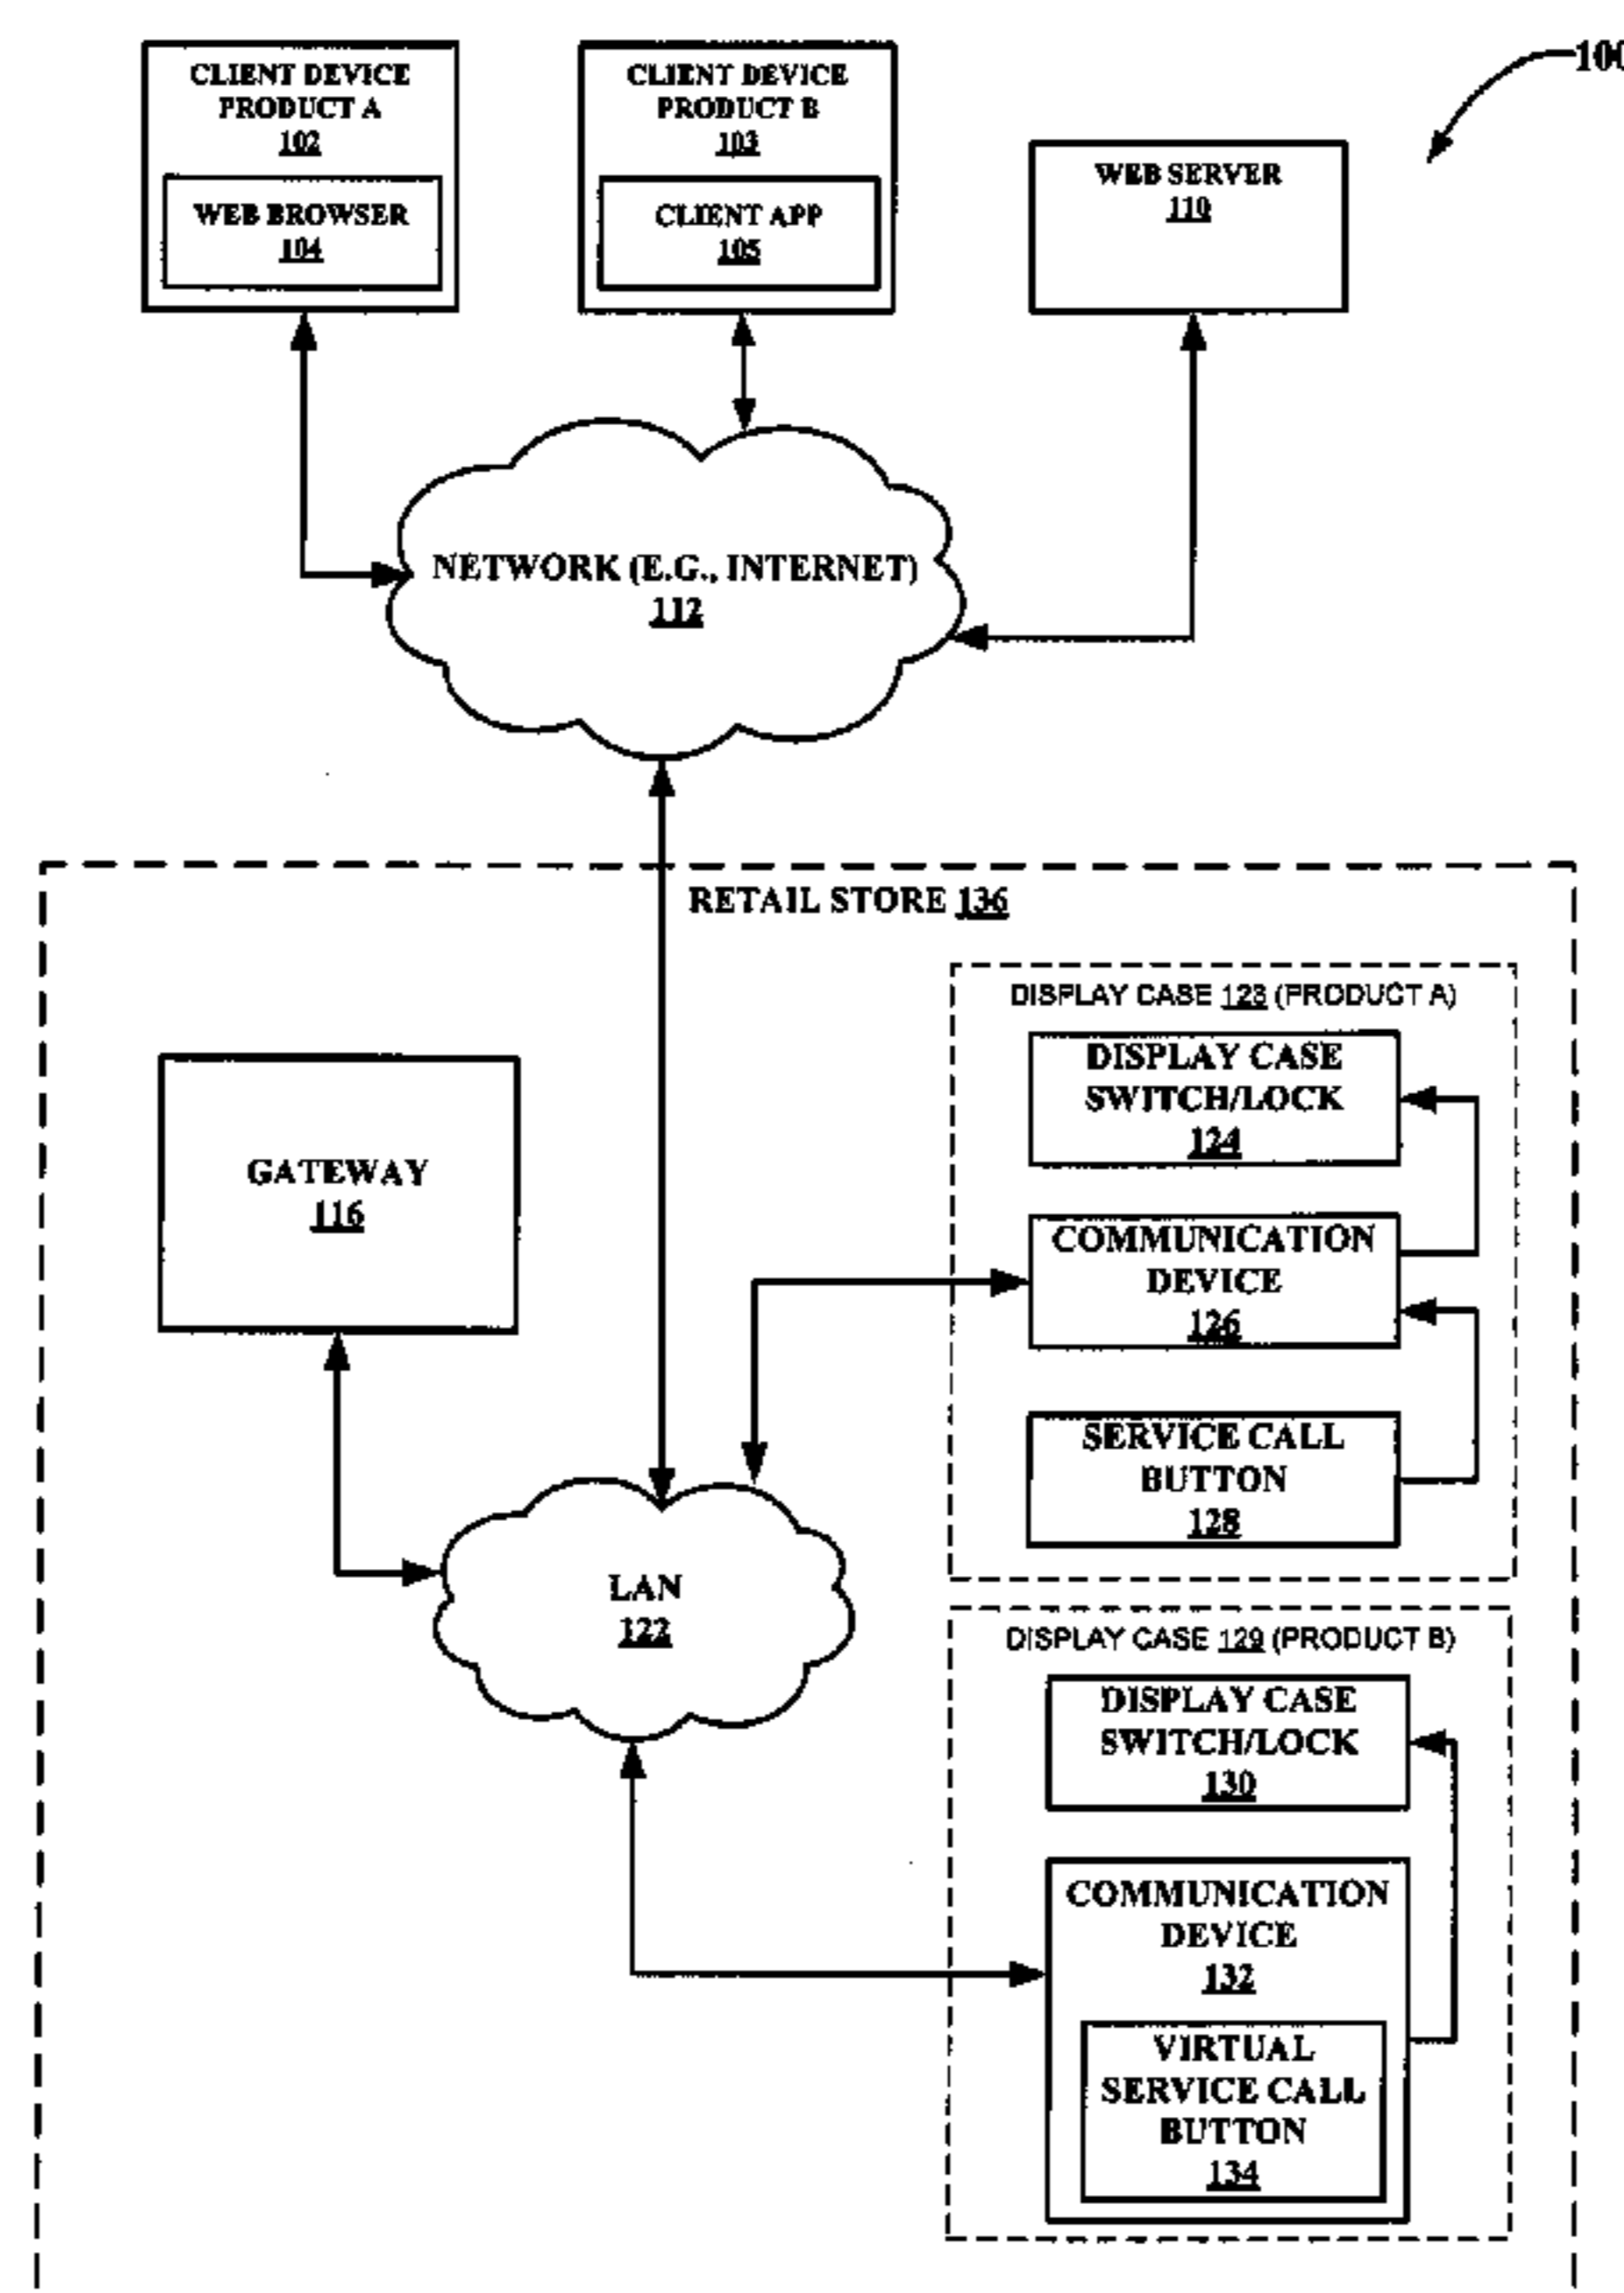 100
CLIENT DEVICE
PRODUCT A
102
WEB BROWSER
104
CLIENT DEVICE
PRODUCT B
103
CLIENT APP
105
WEB SERVER
110
NETWORK (E.G., INTERNET)
112
RETAIL STORE 136
GATEWAY
116
LAN
122
DISPLAY CASE 123 (PRODUCT A)
DISPLAY CASE
SWITCH/LOCK
124
COMMUNICATION
DEVICE
126
SERVICE CALL
BUTTON
128
DISPLAY CASE 129 (PRODUCT B)
DISPLAY CASE
SWITCH/LOCK
130
COMMUNICATION
DEVICE
132
VIRTUAL
SERVICE CALL
BUTTON
134